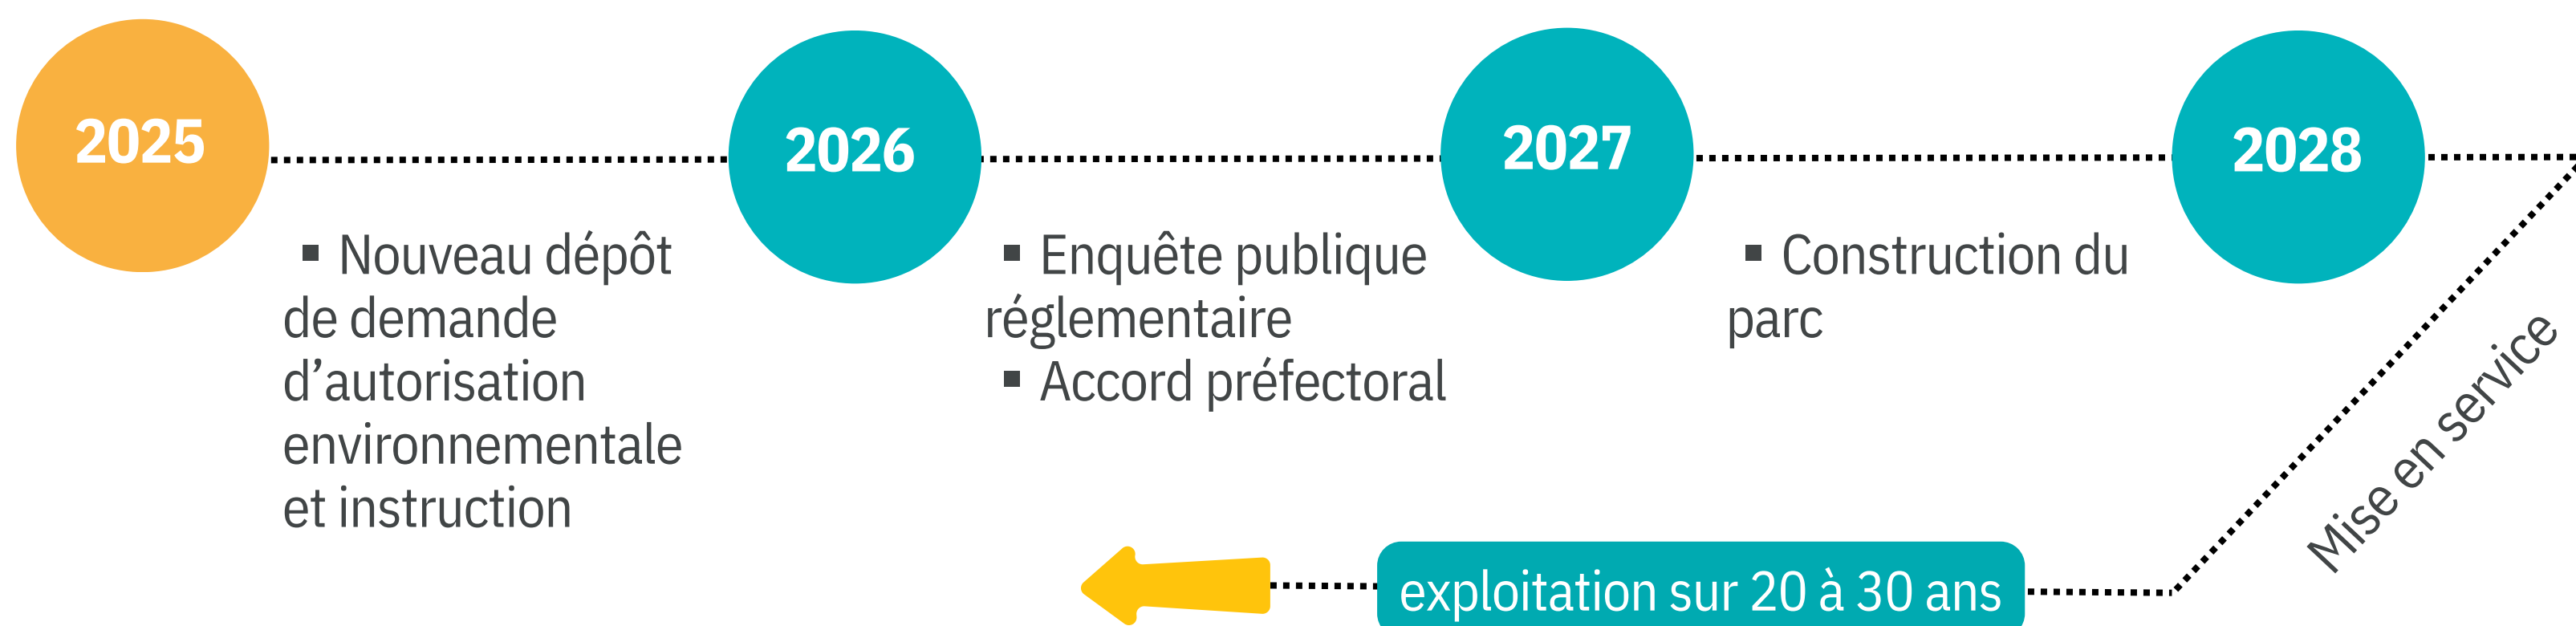 2025
■ Nouveau dépôt
de demande
d’autorisation
environnementale
et instruction
2026
■ Enquête publique
réglementaire
■ Accord préfectoral
2027
■ Construction du
parc
2028
Mise en service
exploitation sur 20 à 30 ans